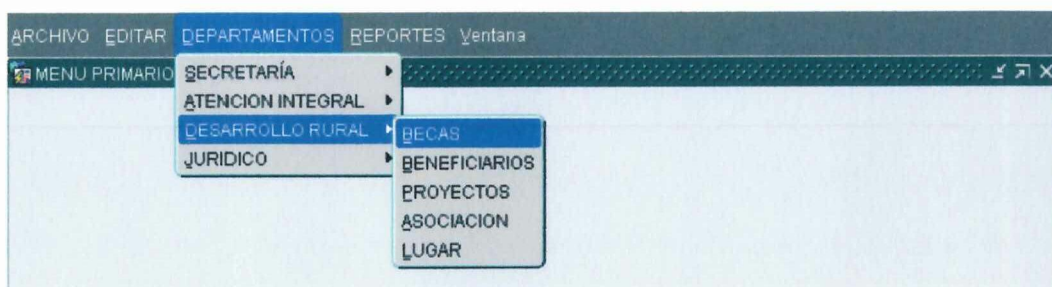 ARCHIVO EDITAR DEPARTAMENTOS REPORTES Ventana
MENU PRIMARIO
SECRETARÍA
ATENCION INTEGRAL
DESARROLLO RURAL
JURIDICO
BECAS
BENEFICIARIOS
PROYECTOS
ASOCIACION
LUGAR